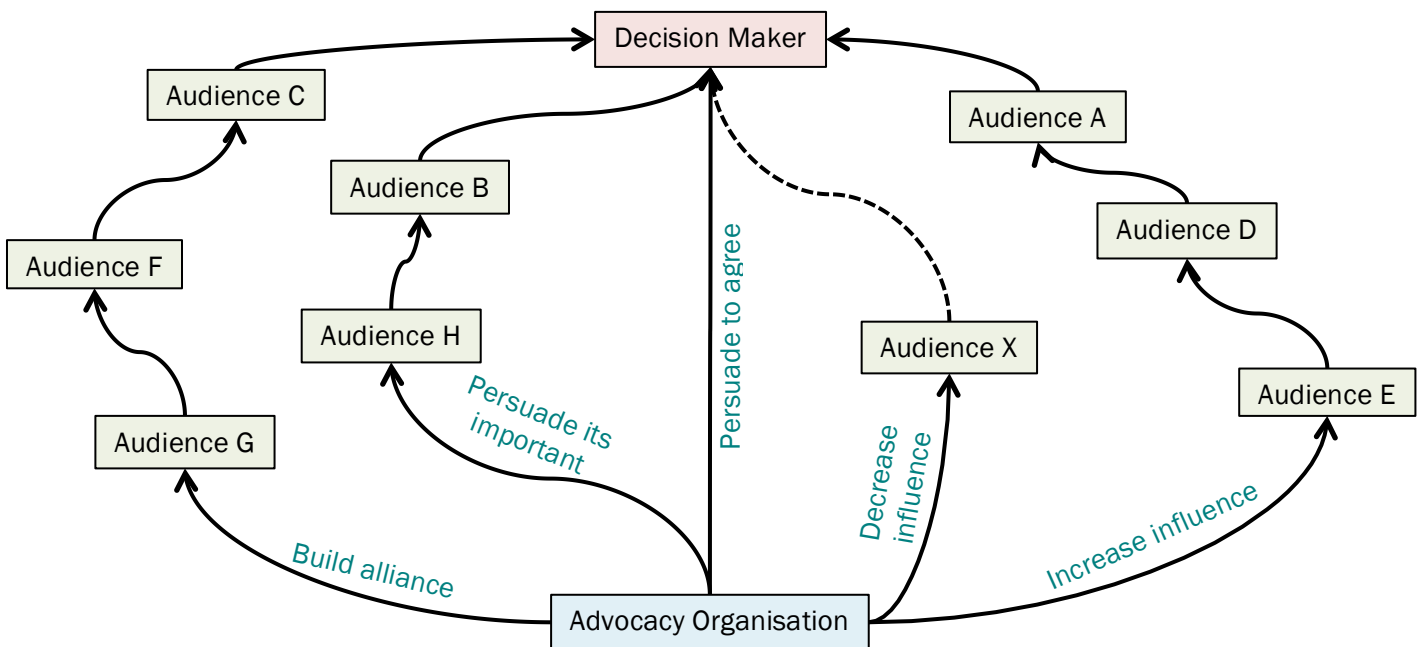 Decision Maker
Audience C
Audience A
Audience B
Audience D
Audience F
Audience H
Persuade to agree
Audience X
Audience E
Persuade its
important
Audience G
Decrease
influence
Increase influence
Build alliance
Advocacy Organisation